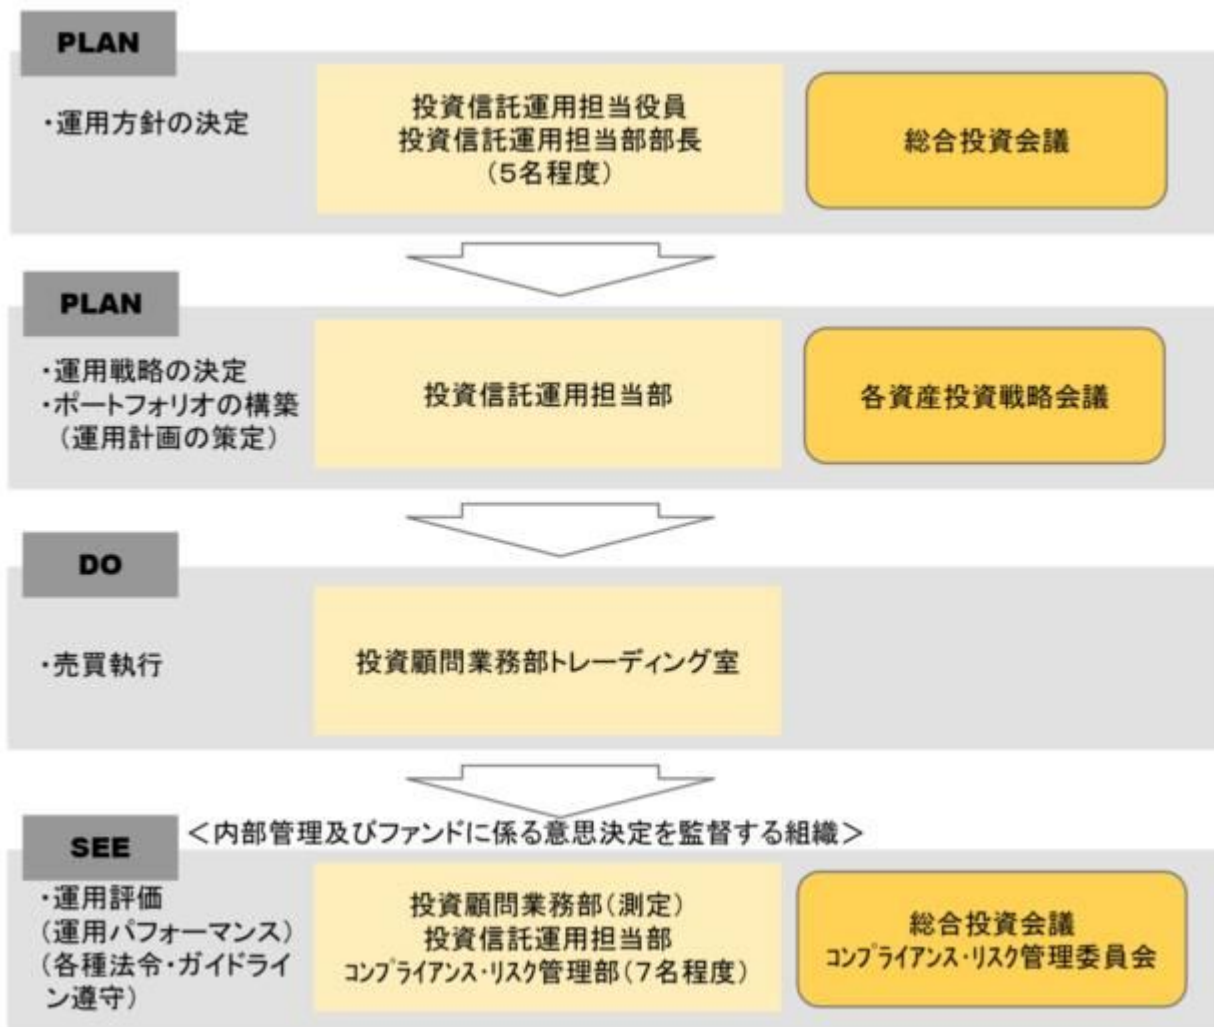 PLAN
・運用方針の決定
投資信託運用担当役員
投資信託運用担当部部長
(5名程度)
総合投資会議
PLAN
・運用戦略の決定
・ポートフォリオの構築
(運用計画の策定)
投資信託運用担当部
各資産投資戦略会議
DO
・売買執行
投資顧問業務部トレーディング室
SEE
＜内部管理及びファンドに係る意思決定を監督する組織＞
・運用評価
(運用パフォーマンス)
(各種法令・ガイドライ
ン遵守)
投資顧問業務部(測定)
投資信託運用担当部
ｺﾝﾌﾟﾗｲｱﾝｽ･ﾘｽｸ管理部(7名程度)
総合投資会議
ｺﾝﾌﾟﾗｲｱﾝｽ･ﾘｽｸ管理委員会